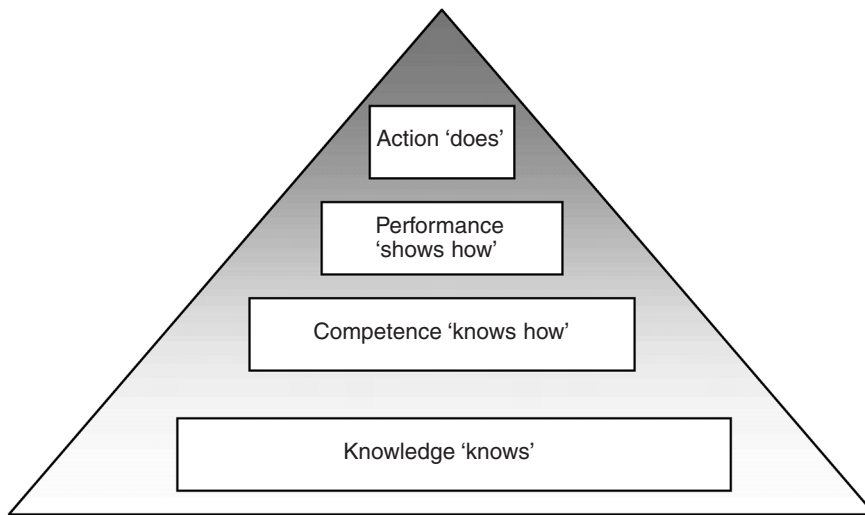 Action ‘does’
Performance
‘shows how’
Competence ‘knows how’
Knowledge ‘knows’